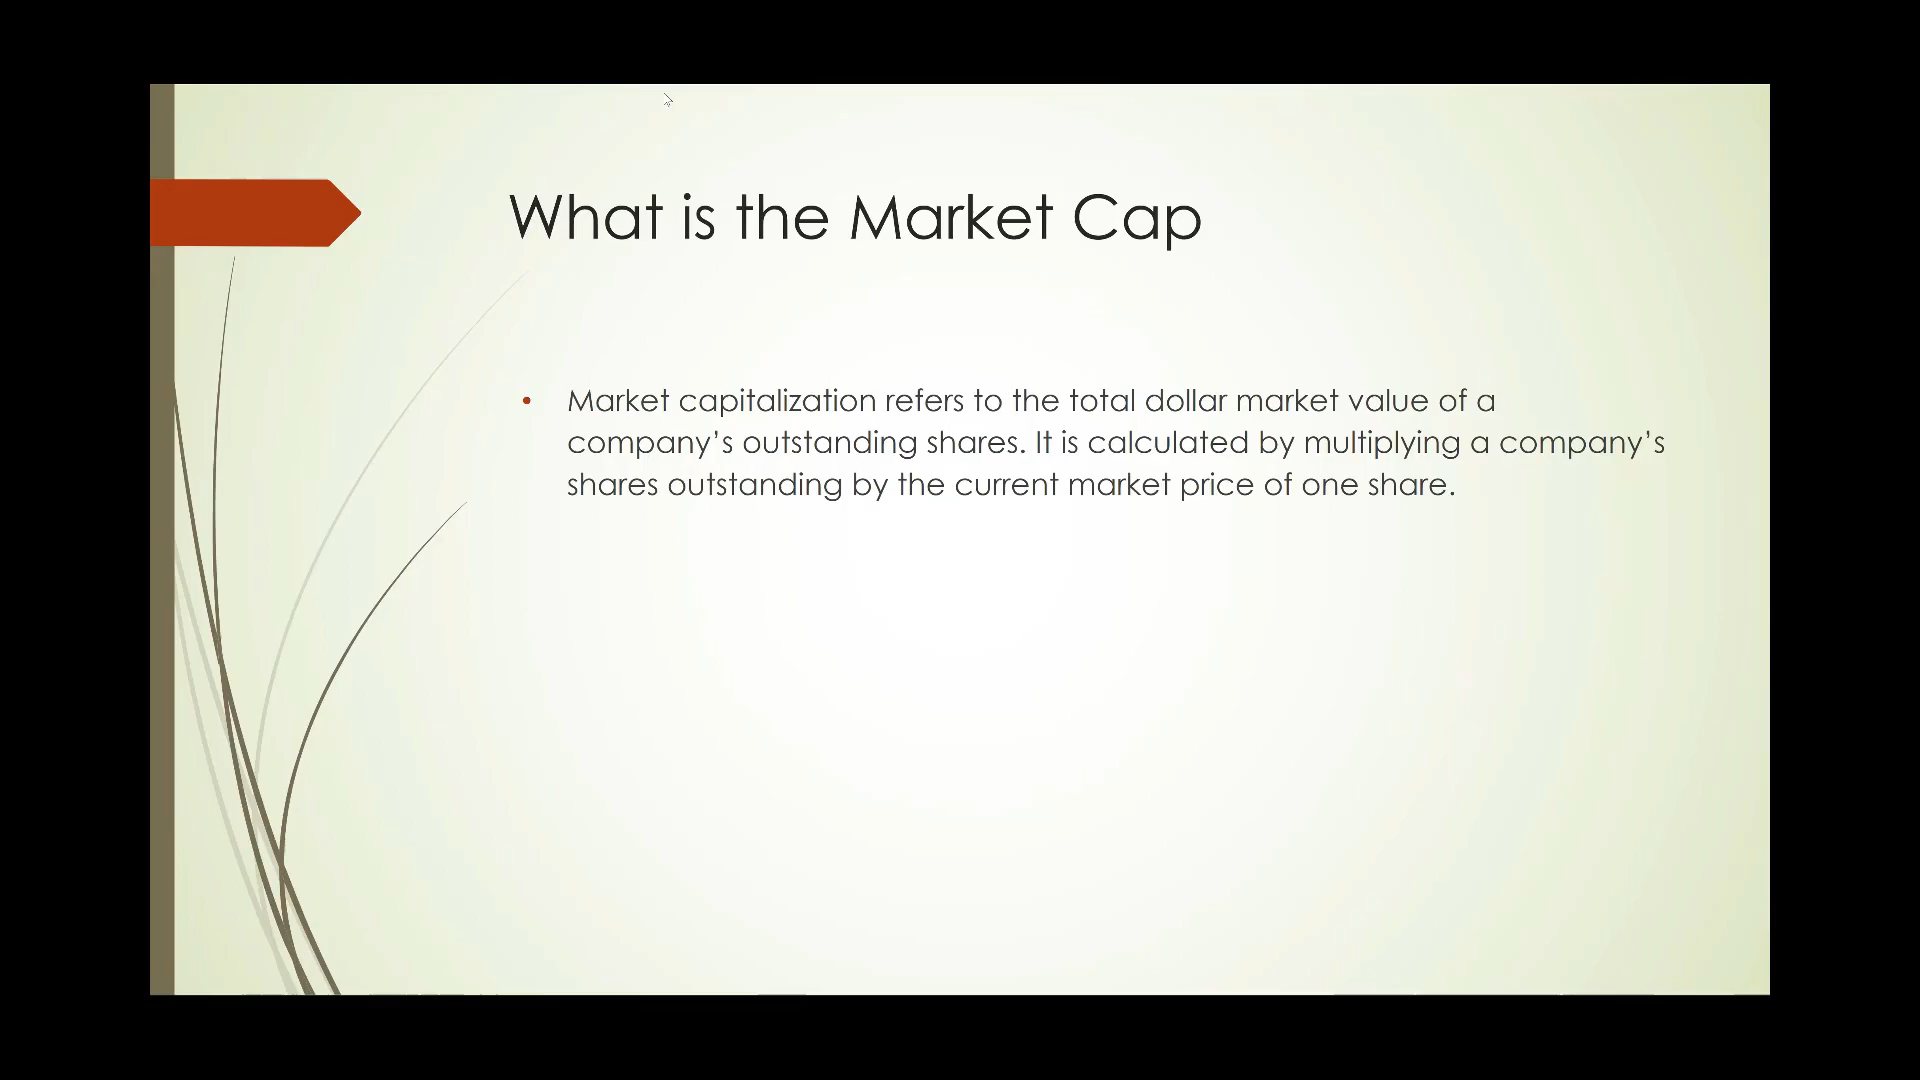 What is the Market Cap
• Market capitalization refers to the total dollar market value of a
company’s outstanding shares. It is calculated by multiplying a company’s
shares outstanding by the current market price of one share.